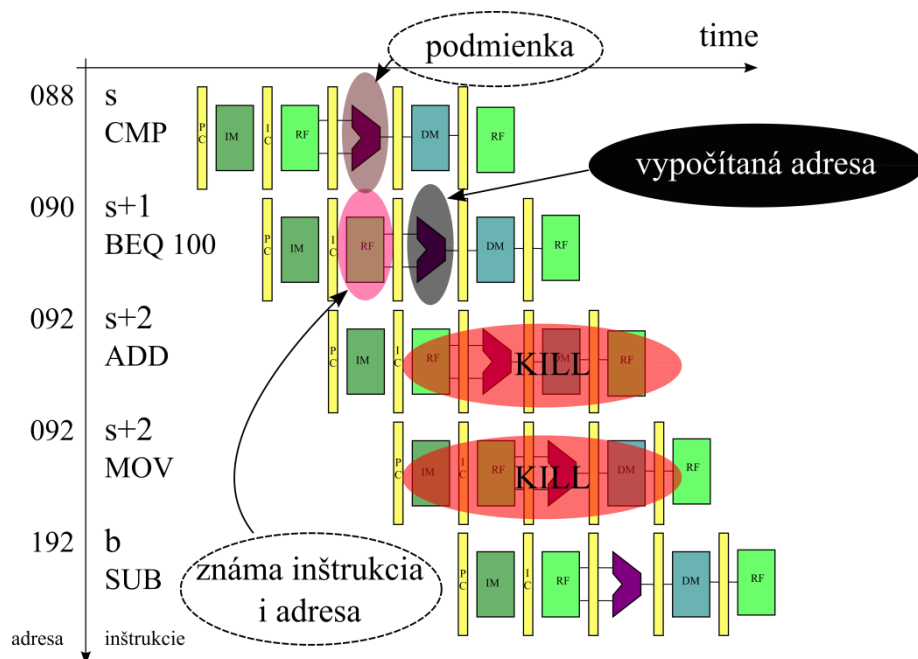 podmienka
time
088 s
CMP
PC IM IC RF DM RF
vypočítaná adresa
090 s+1
BEQ 100
PC IM IC RF DM RF
092 s+2
ADD
PC IM IC RF DM RF
KILL
092 s+2
MOV
PC IM IC RF DM RF
KILL
192 b
SUB
PC IM IC RF DM RF
známa inštrukcia
i adresa
adresa inštrukcie